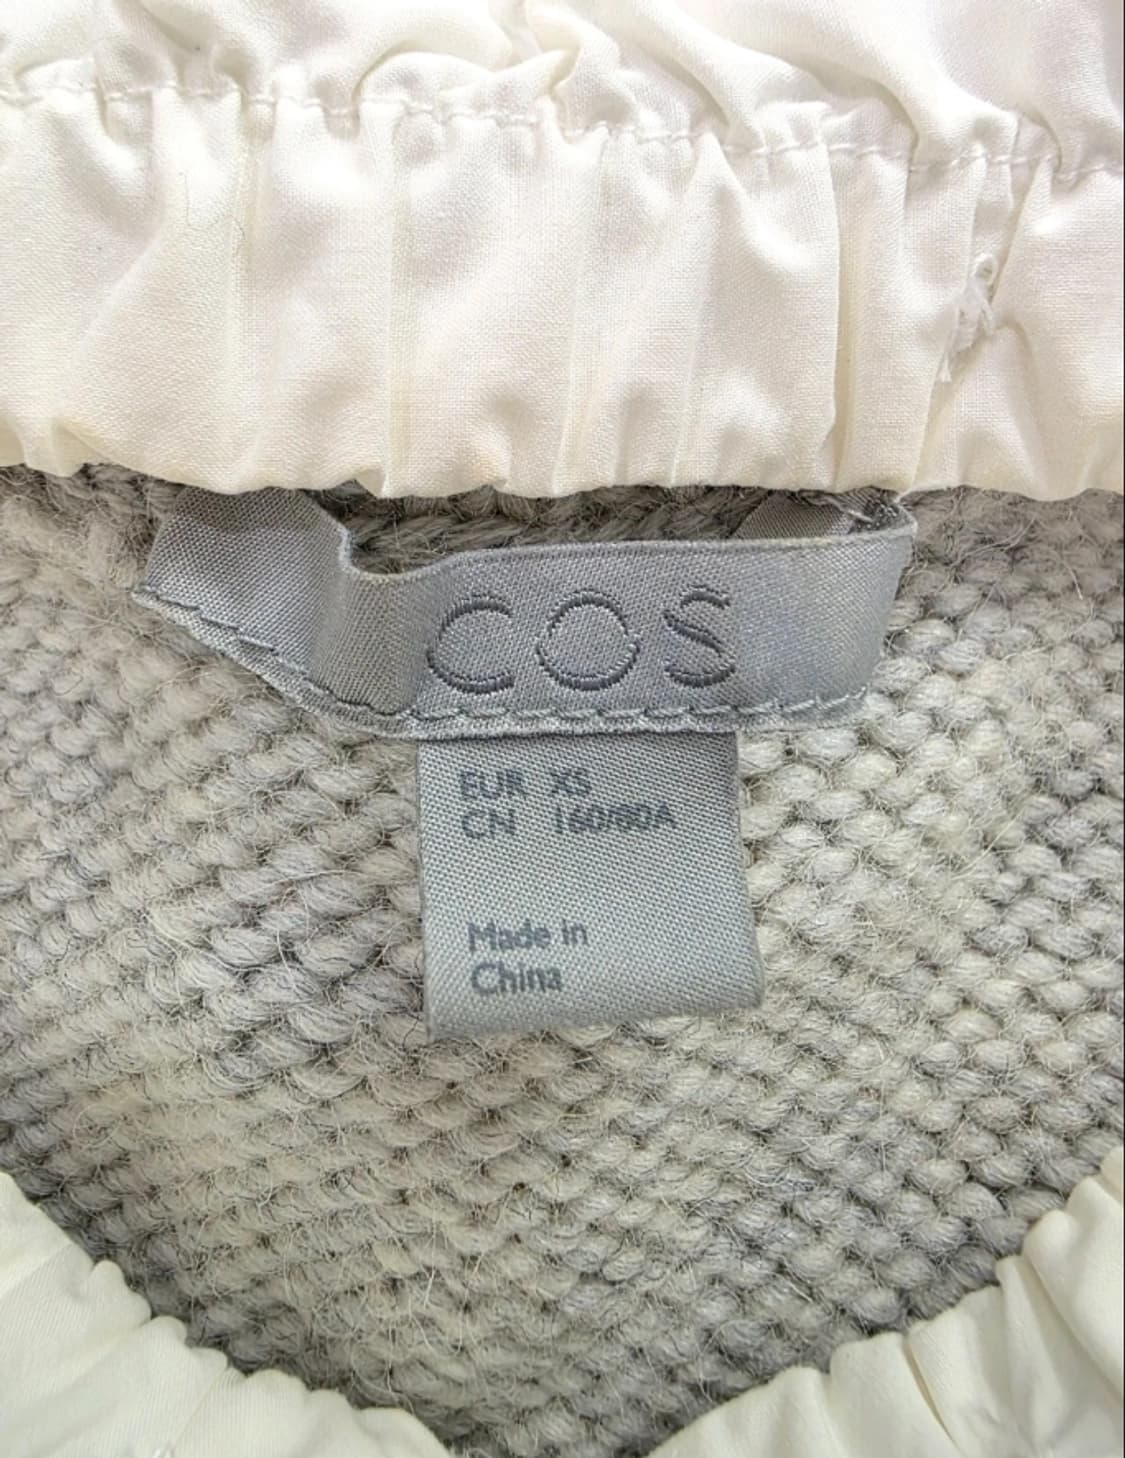 COS
EUR XS
CN 160/80A
Made in
China